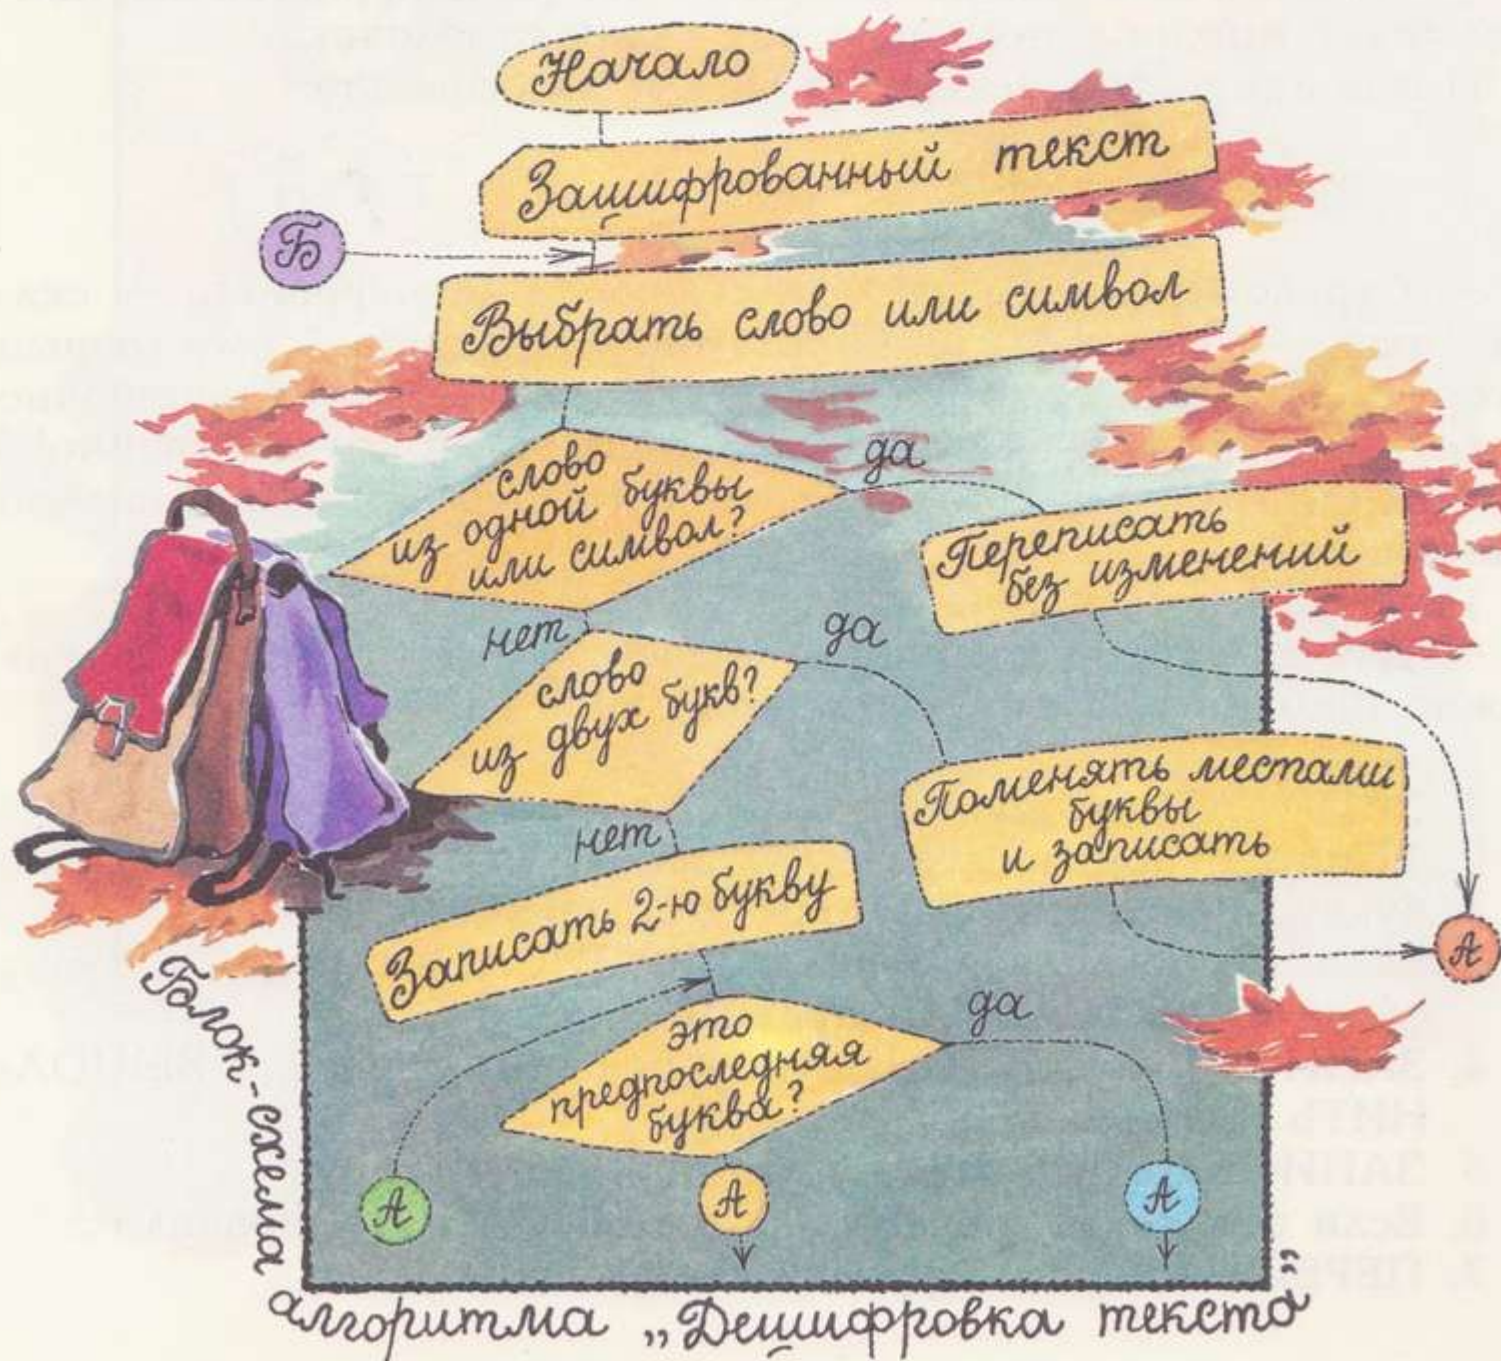 Начало
Зашифрованный текст
Б
Выбрать слово или символ
слово
из одной буквы
или символ?
да
Переписать
без изменений
нет
слово
из двух букв?
да
Поменять местами
буквы
и записать
А
нет
Записать 2-ю букву
это
предпоследняя
буква?
да
А
А
А
Блок-схема
алгоритма „Дешифровка текста”